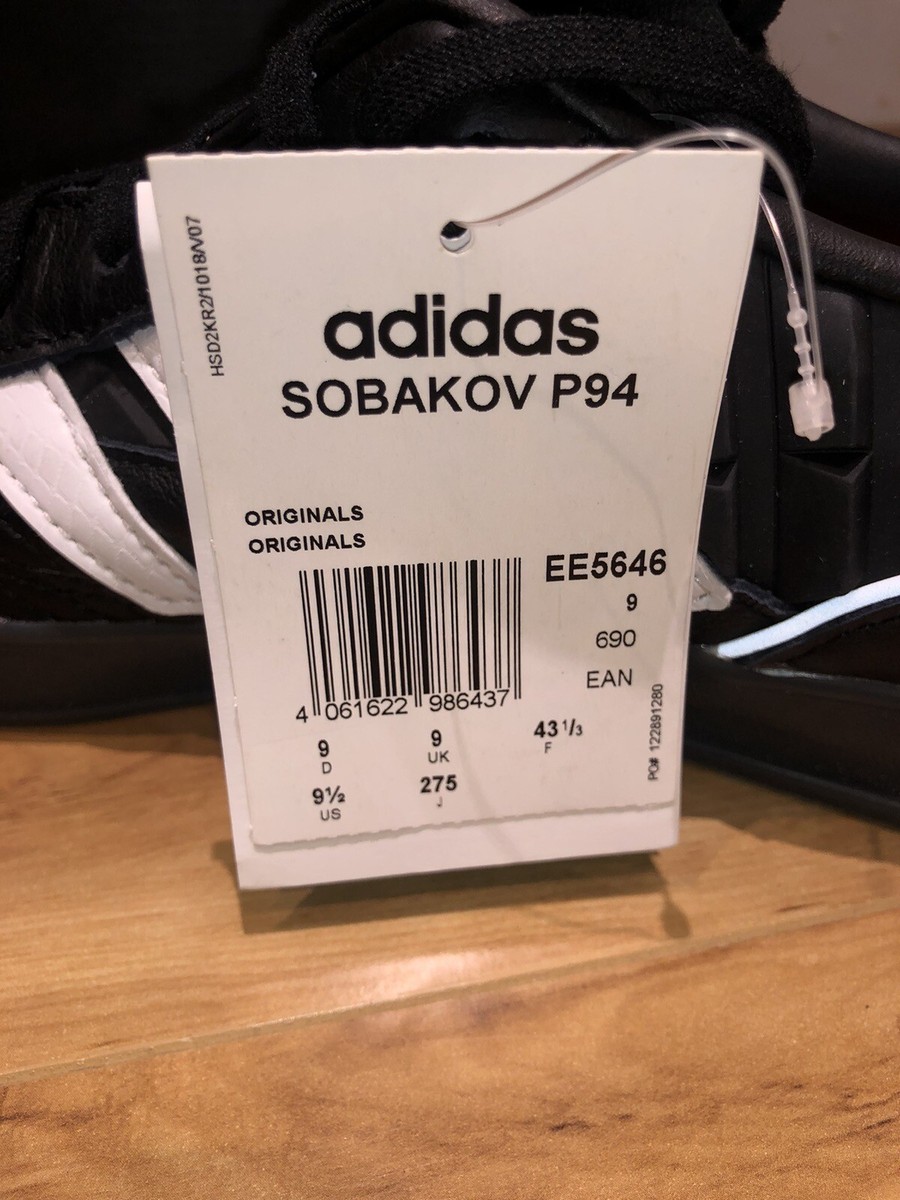 HSD2KR2/1018/V07
adidas
SOBAKOV P94
ORIGINALS
ORIGINALS
EE5646
9
690
EAN
4 061622 986437
9 9 43 1/3
D UK F
9½ 275
US J
PO# 122891280